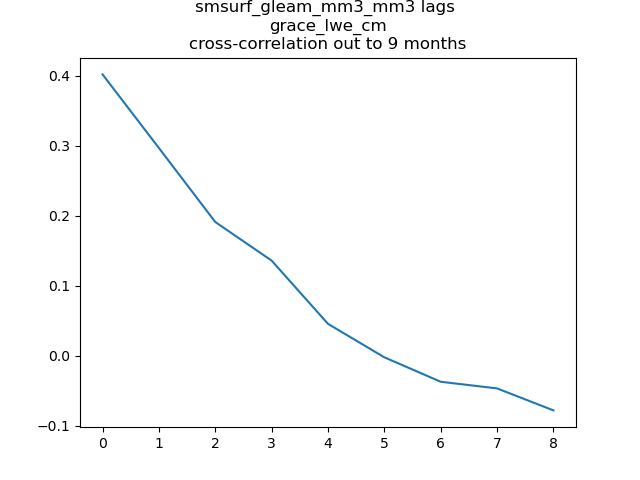 smsurf_gleam_mm3_mm3 lags
grace_lwe_cm
cross-correlation out to 9 months
0.4
0.3
0.2
0.1
0.0
−0.1
0 1 2 3 4 5 6 7 8